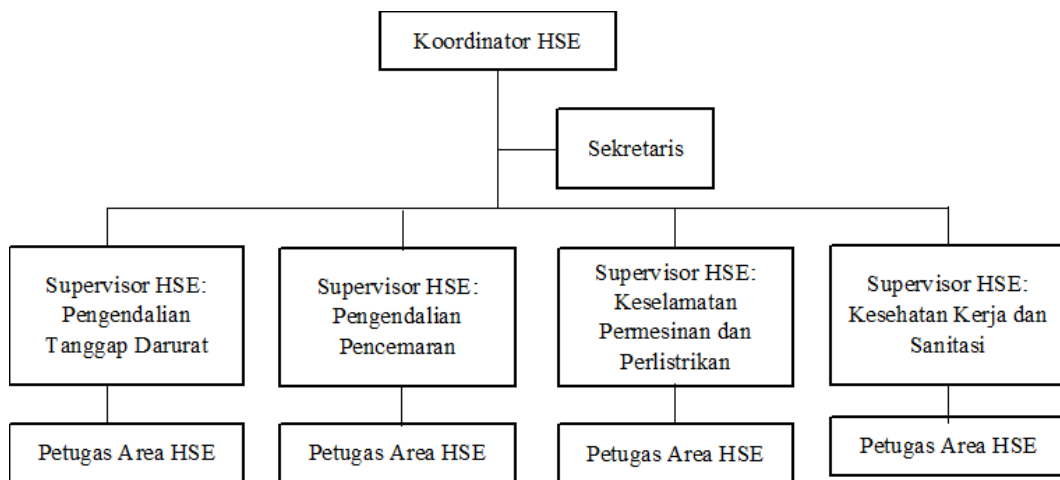 Koordinator HSE
Sekretaris
Supervisor HSE:
Pengendalian
Tanggap Darurat
Supervisor HSE:
Pengendalian
Pencemaran
Supervisor HSE:
Keselamatan
Permesinan dan
Perlistrikan
Supervisor HSE:
Kesehatan Kerja dan
Sanitasi
Petugas Area HSE
Petugas Area HSE
Petugas Area HSE
Petugas Area HSE